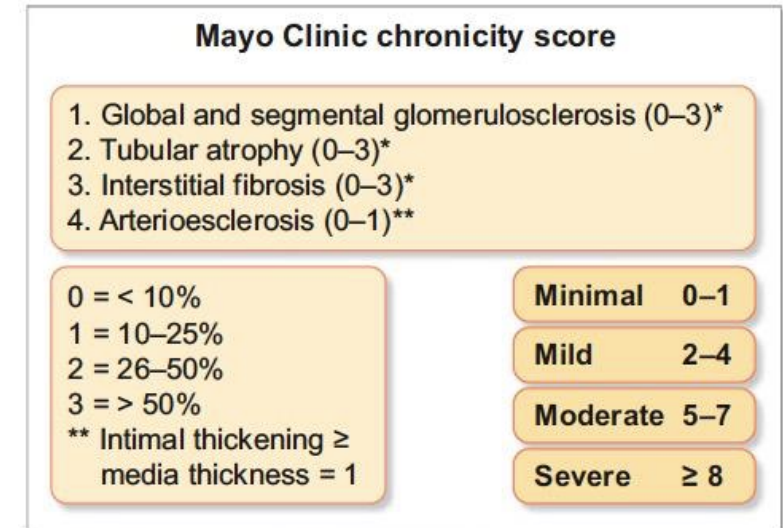 Mayo Clinic chronicity score
1. Global and segmental glomerulosclerosis (0–3)*
2. Tubular atrophy (0–3)*
3. Interstitial fibrosis (0–3)*
4. Arterioesclerosis (0–1)**
0 = < 10%
1 = 10–25%
2 = 26–50%
3 = > 50%
** Intimal thickening ≥
media thickness = 1
Minimal 0–1
Mild 2–4
Moderate 5–7
Severe ≥ 8